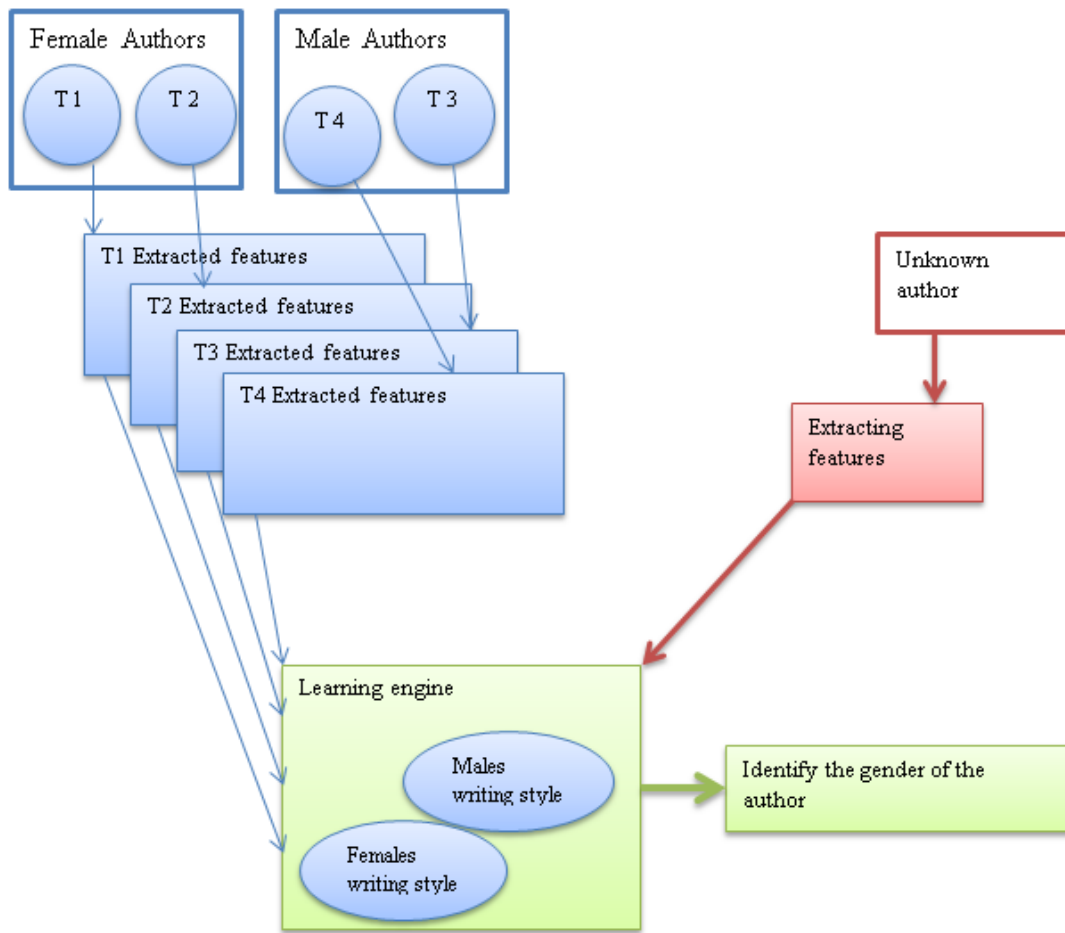 Female Authors
Male Authors
T1
T 2
T 4
T 3
T1 Extracted features
T2 Extracted features
T3 Extracted features
T4 Extracted features
Unknown
author
Extracting
features
Learning engine
Males
writing style
Females
writing style
Identify the gender of the
author